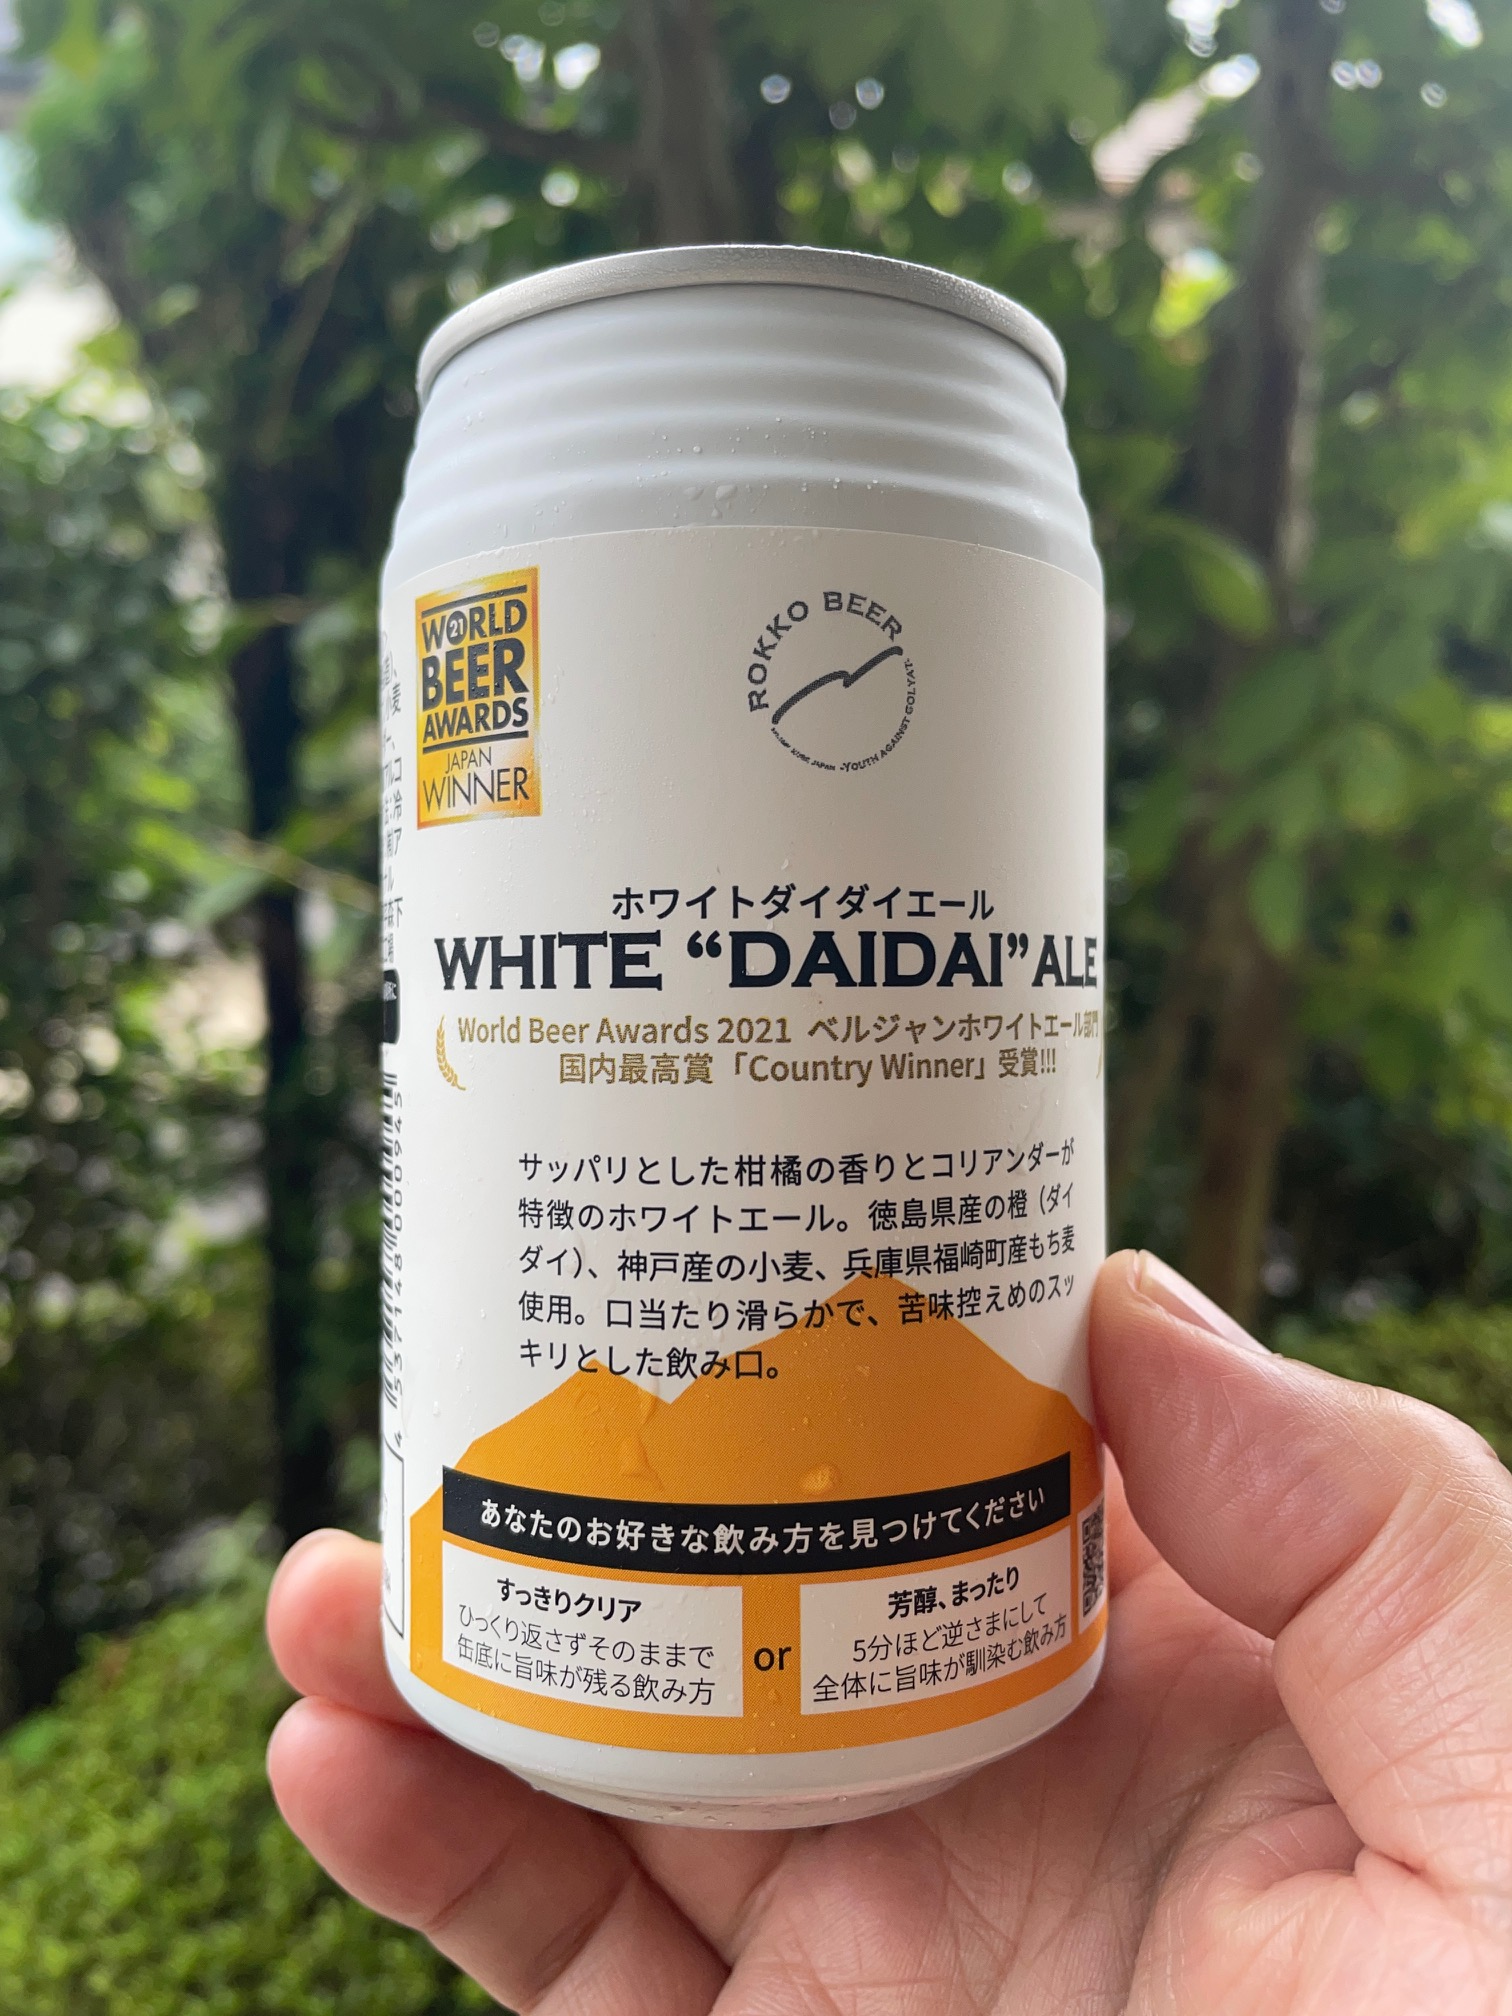 W21RLD
BEER
AWARDS
JAPAN
WINNER
ROKKO BEER
KOBE JAPAN -YOUTH AGAINST GOLYAT-
ホワイトダイダイエール
WHITE “DAIDAI” ALE
World Beer Awards 2021 ベルジャンホワイトエール部門
国内最高賞「Country Winner」受賞!!!
サッパリとした柑橘の香りとコリアンダーが
特徴のホワイトエール。徳島県産の橙（ダイ
ダイ）、神戸産の小麦、兵庫県福崎町産もち麦
使用。口当たり滑らかで、苦味控えめのスッ
キリとした飲み口。
あなたのお好きな飲み方を見つけてください
すっきりクリア
ひっくり返さずそのままで
缶底に旨味が残る飲み方
or
芳醇、まったり
5分ほど逆さまにして
全体に旨味が馴染む飲み方
4 537148 000945